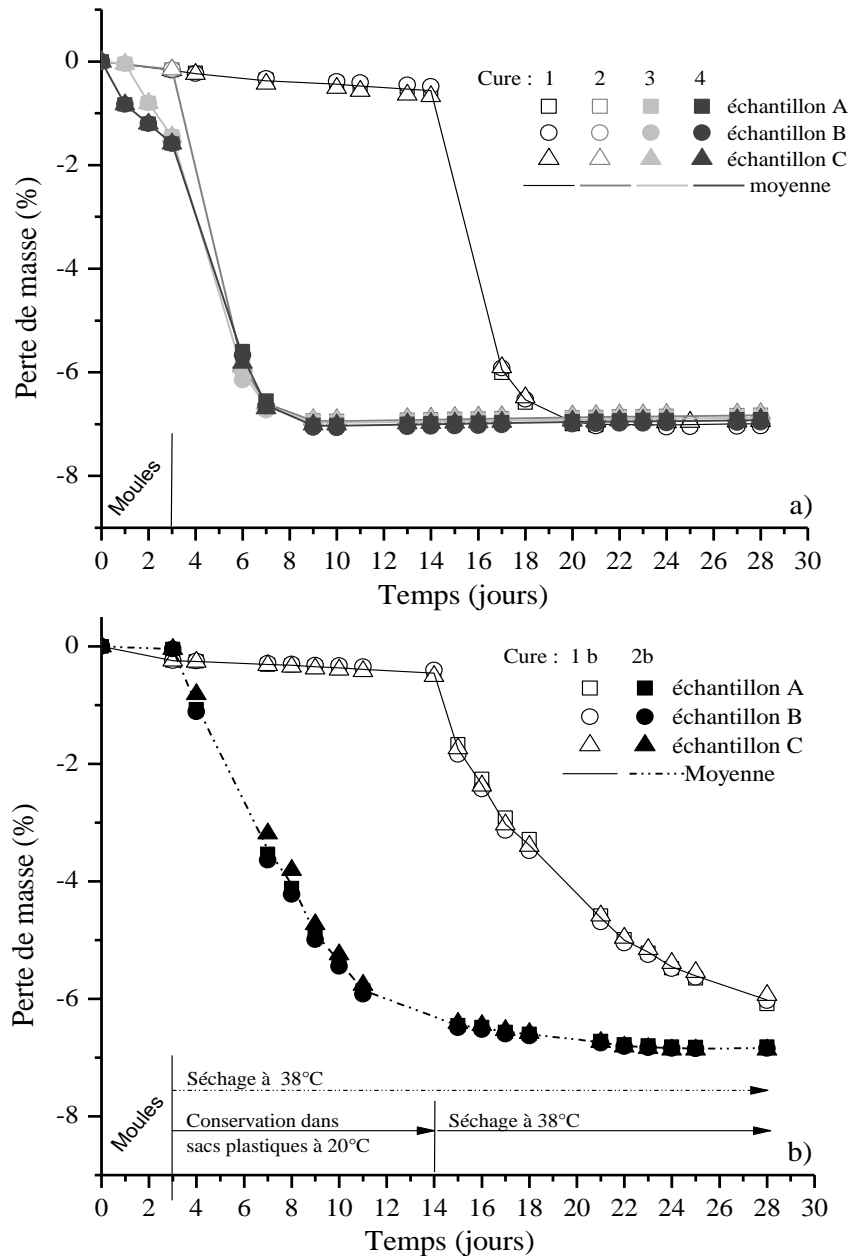 0
-2
-4
-6
-8
Perte de masse (%)
Cure : 1 2 3 4
échantillon A
échantillon B
échantillon C
moyenne
Moules
a)
0 2 4 6 8 10 12 14 16 18 20 22 24 26 28 30
Temps (jours)
0
-2
-4
-6
-8
Perte de masse (%)
Cure : 1 b 2b
échantillon A
échantillon B
échantillon C
Moyenne
Moules
Séchage à 38°C
Conservation dans
sacs plastiques à 20°C
Séchage à 38°C
b)
0 2 4 6 8 10 12 14 16 18 20 22 24 26 28 30
Temps (jours)